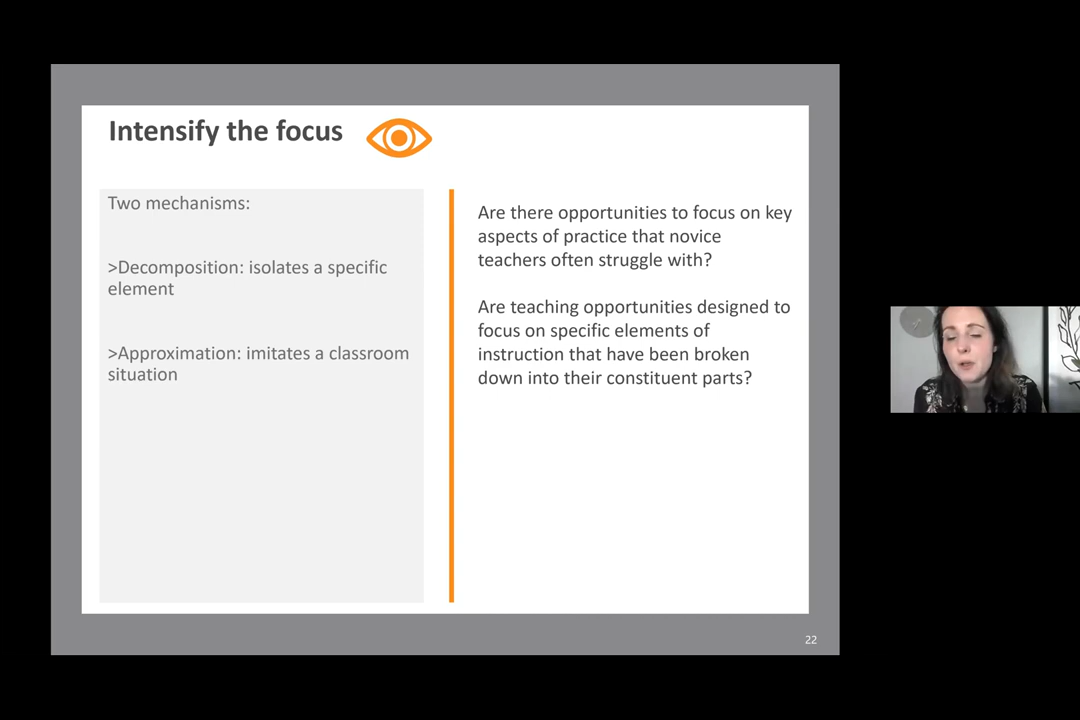 Intensify the focus
Two mechanisms:
>Decomposition: isolates a specific
element
>Approximation: imitates a classroom
situation
Are there opportunities to focus on key
aspects of practice that novice
teachers often struggle with?
Are teaching opportunities designed to
focus on specific elements of
instruction that have been broken
down into their constituent parts?
22